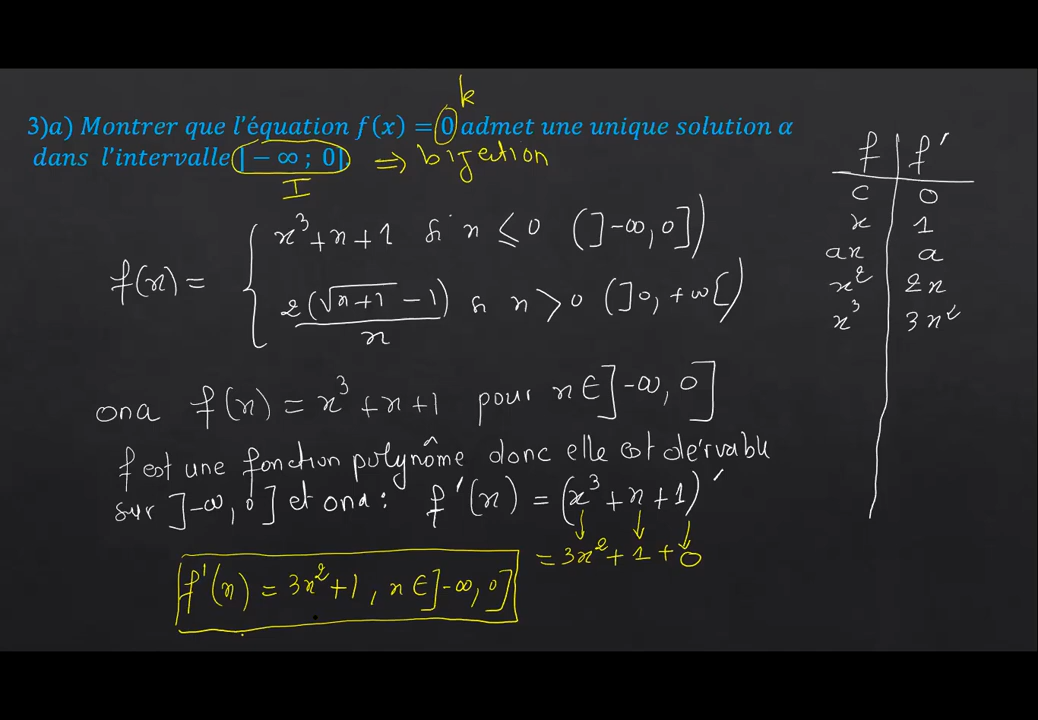 3)a) Montrer que l'équation f(x) = 0 admet une unique solution α
k
dans l'intervalle ]−∞ ; 0] ⇒ bijection
I
f(x) = { x³+x+1 si x ≤ 0 (]-∞,0])
2(√x+1 -1)/x si x > 0 (]0,+∞[)
ona f(x) = x³+x+1 pour x∈]-∞,0]
f est une fonction polynôme donc elle est dérivable
sur ]-∞,0] et ona: f'(x) = (x³+x+1)'
= 3x²+1+0
f'(x) = 3x²+1, x∈]-∞,0]
f | f'
c | 0
x | 1
ax | a
x² | 2x
x³ | 3x²